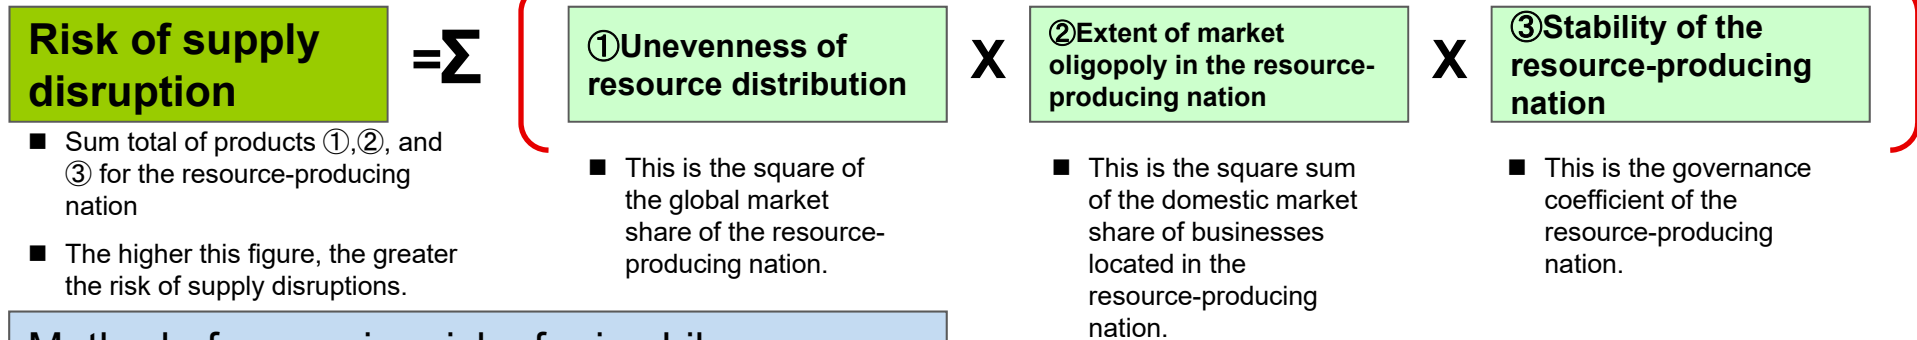 Risk of supply
disruption
=Σ
①Unevenness of
resource distribution
X
②Extent of market
oligopoly in the resource-
producing nation
X
③Stability of the
resource-producing
nation
■ Sum total of products ①,②, and
③ for the resource-producing
nation
■ The higher this figure, the greater
the risk of supply disruptions.
■ This is the square of
the global market
share of the resource-
producing nation.
■ This is the square sum
of the domestic market
share of businesses
located in the
resource-producing
nation.
■ This is the governance
coefficient of the
resource-producing
nation.